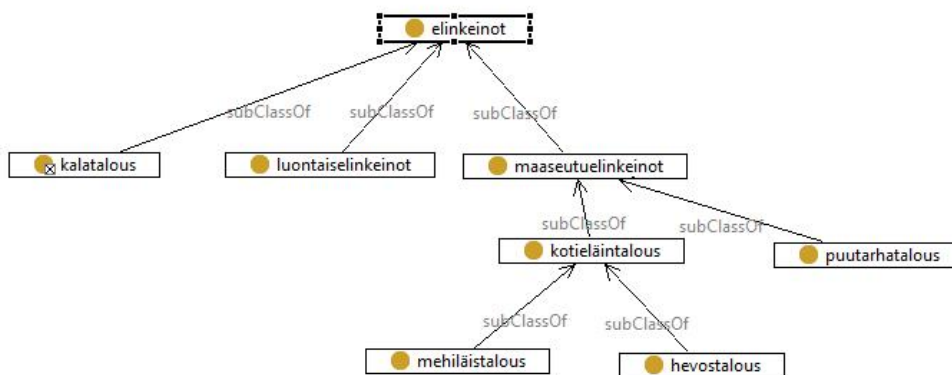 elinkeinot
subClassOf
subClassOf
subClassOf
kalatalous
luontaiselinkeinot
maaseutuelinkeinot
subClassOf
subClassOf
kotieläintalous
puutarhatalous
subClassOf
subClassOf
mehiläistalous
hevostalous